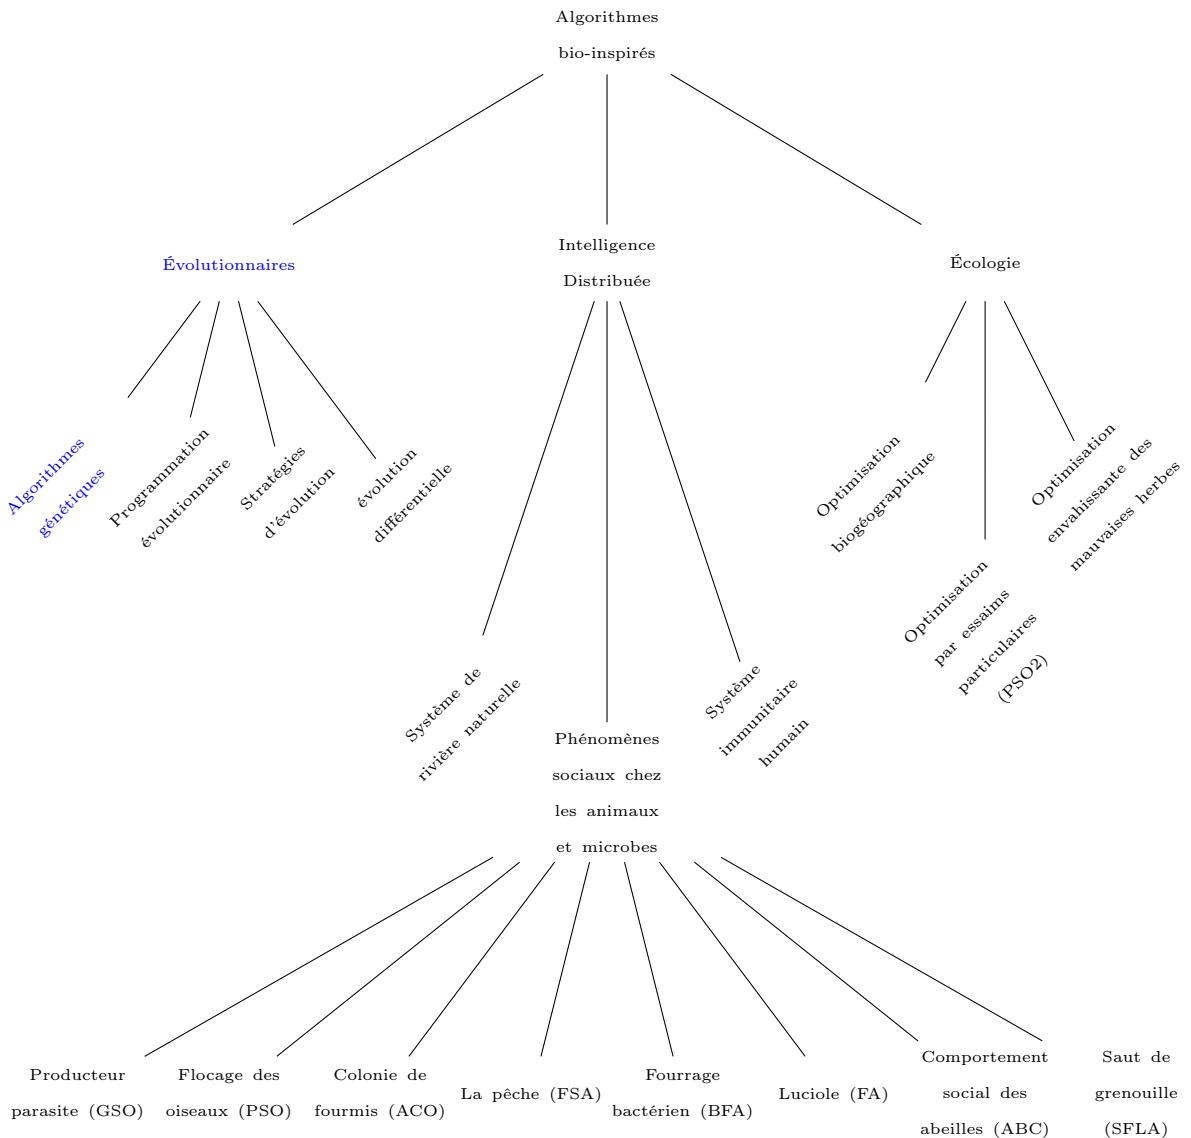 Algorithmes
bio-inspirés
Évolutionnaires
Intelligence
Distribuée
Écologie
Algorithmes
génétiques
Programmation
évolutionnaire
Stratégies
d'évolution
évolution
différentielle
Système de
rivière naturelle
Phénomènes
sociaux chez
les animaux
et microbes
Système
immunitaire
humain
Optimisation
biogéographique
Optimisation
par essaims
particulaires
(PSO2)
Optimisation
envahissante des
mauvaises herbes
Producteur
parasite (GSO)
Flocage des
oiseaux (PSO)
Colonie de
fourmis (ACO)
La pêche (FSA)
Fourrage
bactérien (BFA)
Luciole (FA)
Comportement
social des
abeilles (ABC)
Saut de
grenouille
(SFLA)